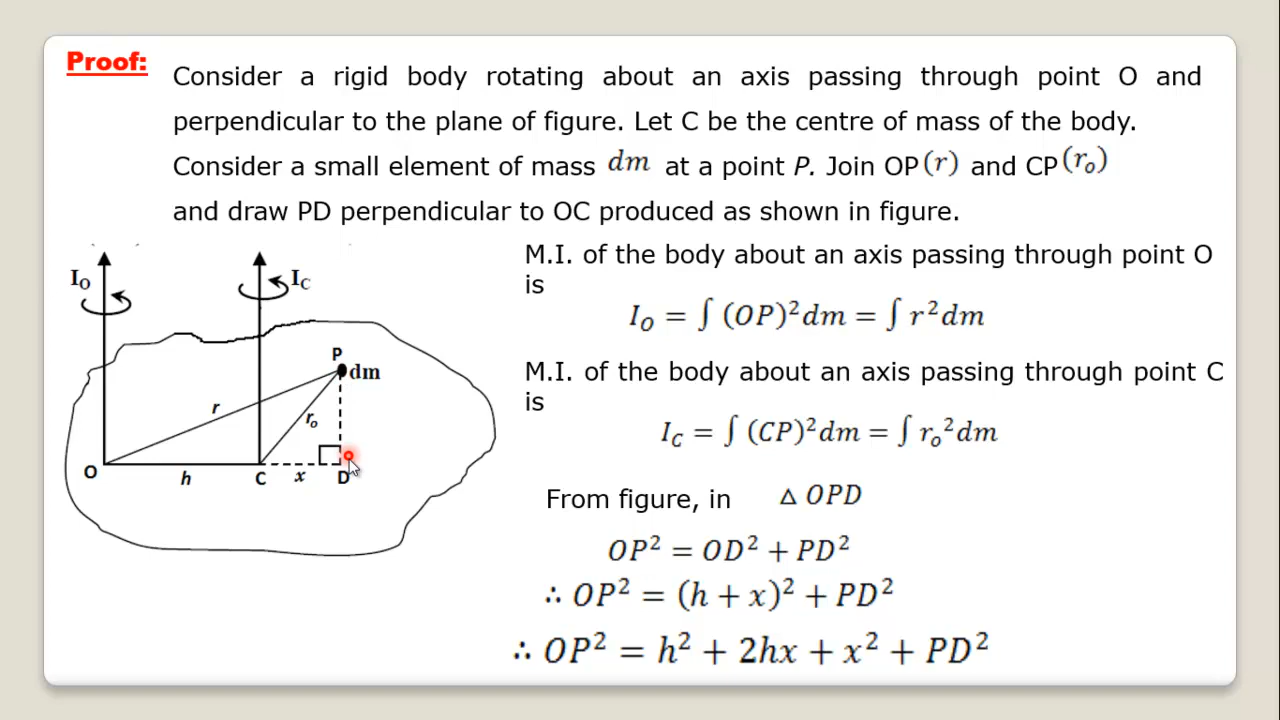 Proof:
Consider a rigid body rotating about an axis passing through point O and
perpendicular to the plane of figure. Let C be the centre of mass of the body.
Consider a small element of mass dm at a point P. Join OP(r) and CP(rₒ)
and draw PD perpendicular to OC produced as shown in figure.
I_O
I_C
P
dm
r
rₒ
O
h
C
x
D
M.I. of the body about an axis passing through point O
is
I_O = ∫ (OP)²dm = ∫ r²dm
M.I. of the body about an axis passing through point C
is
I_C = ∫ (CP)²dm = ∫ rₒ²dm
From figure, in △ OPD
OP² = OD² + PD²
∴ OP² = (h + x)² + PD²
∴ OP² = h² + 2hx + x² + PD²